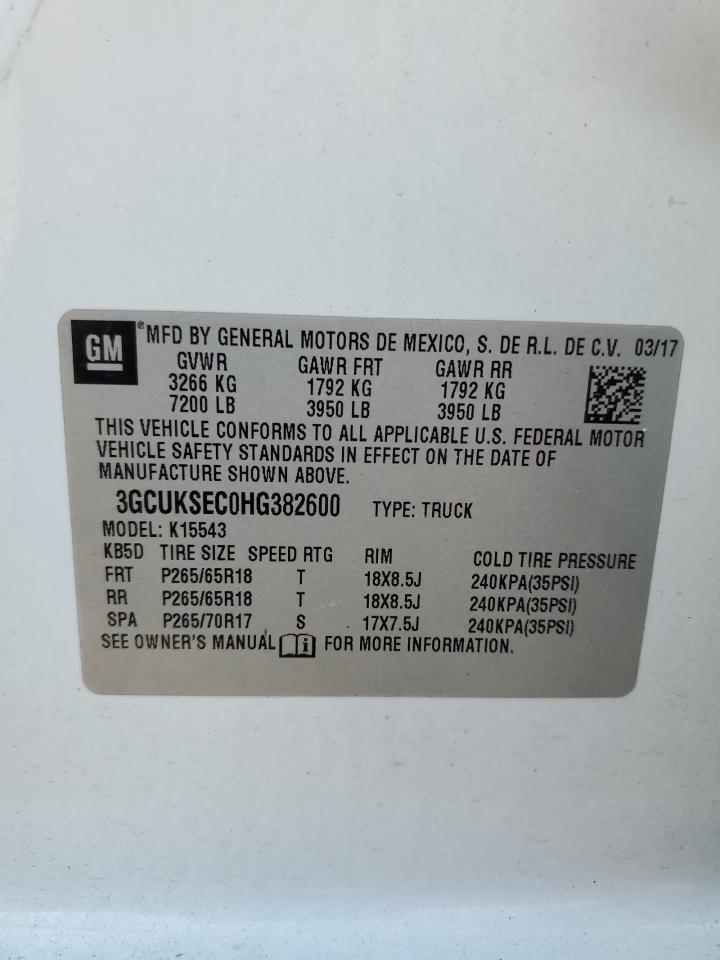 GM ® MFD BY GENERAL MOTORS DE MEXICO, S. DE R.L. DE C.V. 03/17
GVWR GAWR FRT GAWR RR
3266 KG 1792 KG 1792 KG
7200 LB 3950 LB 3950 LB
THIS VEHICLE CONFORMS TO ALL APPLICABLE U.S. FEDERAL MOTOR
VEHICLE SAFETY STANDARDS IN EFFECT ON THE DATE OF
MANUFACTURE SHOWN ABOVE.
3GCUKSEC0HG382600 TYPE: TRUCK
MODEL: K15543
KB5D TIRE SIZE SPEED RTG RIM COLD TIRE PRESSURE
FRT P265/65R18 T 18X8.5J 240KPA(35PSI)
RR P265/65R18 T 18X8.5J 240KPA(35PSI)
SPA P265/70R17 S 17X7.5J 240KPA(35PSI)
SEE OWNER'S MANUAL i FOR MORE INFORMATION.